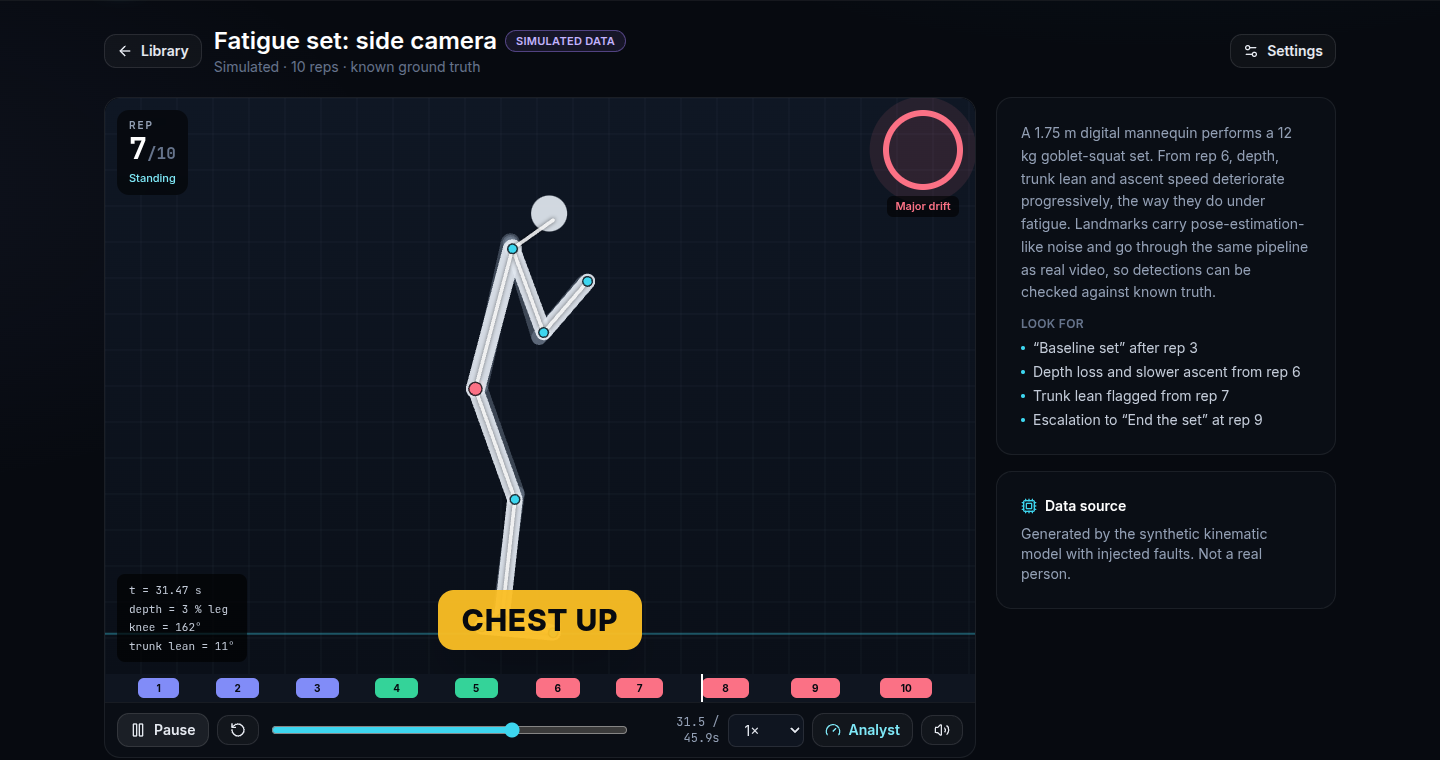 Library
Fatigue set: side camera
SIMULATED DATA
Simulated · 10 reps · known ground truth
Settings
REP
7/10
Standing
Major drift
t = 31.47 s
depth = 3 % leg
knee = 162°
trunk lean = 11°
CHEST UP
1 2 3 4 5 6 7 8 9 10
Pause
31.5 /
45.9s
1×
Analyst
A 1.75 m digital mannequin performs a 12
kg goblet-squat set. From rep 6, depth,
trunk lean and ascent speed deteriorate
progressively, the way they do under
fatigue. Landmarks carry pose-estimation-
like noise and go through the same pipeline
as real video, so detections can be
checked against known truth.
LOOK FOR
• “Baseline set” after rep 3
• Depth loss and slower ascent from rep 6
• Trunk lean flagged from rep 7
• Escalation to “End the set” at rep 9
Data source
Generated by the synthetic kinematic
model with injected faults. Not a real
person.